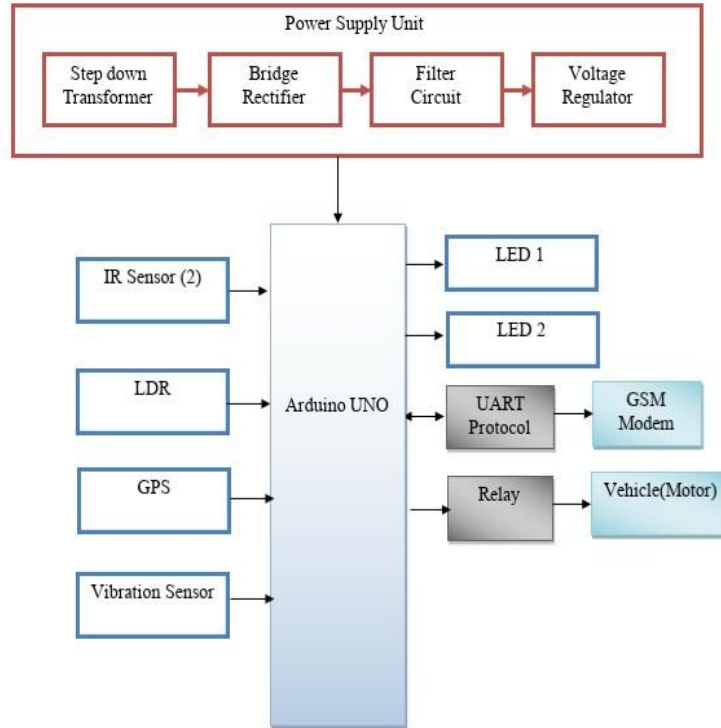 Power Supply Unit
Step down
Transformer
Bridge
Rectifier
Filter
Circuit
Voltage
Regulator
IR Sensor (2)
LDR
GPS
Vibration Sensor
Arduino UNO
LED 1
LED 2
UART
Protocol
GSM
Modem
Relay
Vehicle(Motor)